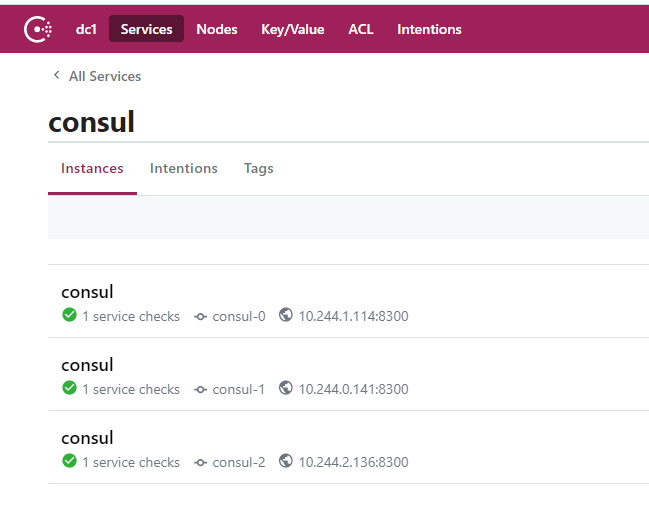 dc1 Services Nodes Key/Value ACL Intentions
All Services
consul
Instances Intentions Tags
consul
1 service checks consul-0 10.244.1.114:8300
consul
1 service checks consul-1 10.244.0.141:8300
consul
1 service checks consul-2 10.244.2.136:8300